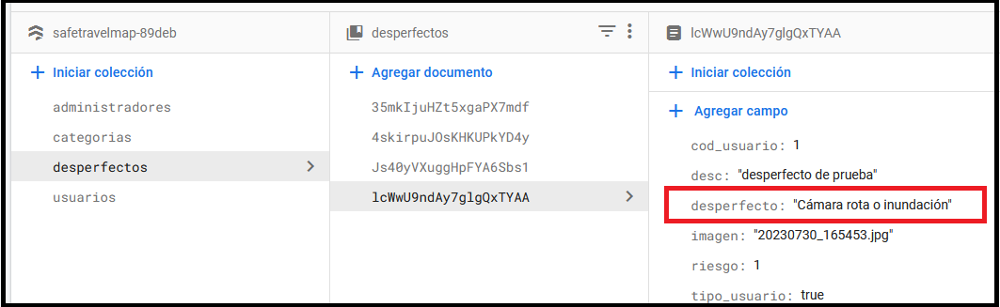 safetravelmap-89deb
Iniciar colección
administradores
categorias
desperfectos
usuarios
desperfectos
Agregar documento
35mkIjuHZt5xgaPX7mdf
4skirpuJOsKHKUPkYD4y
Js40yVXuggHpFYA6Sbs1
lcWwU9ndAy7glgQxTYAA
lcWwU9ndAy7glgQxTYAA
Iniciar colección
Agregar campo
cod_usuario: 1
desc: "desperfecto de prueba"
desperfecto: "Cámara rota o inundación"
imagen: "20230730_165453.jpg"
riesgo: 1
tipo_usuario: true